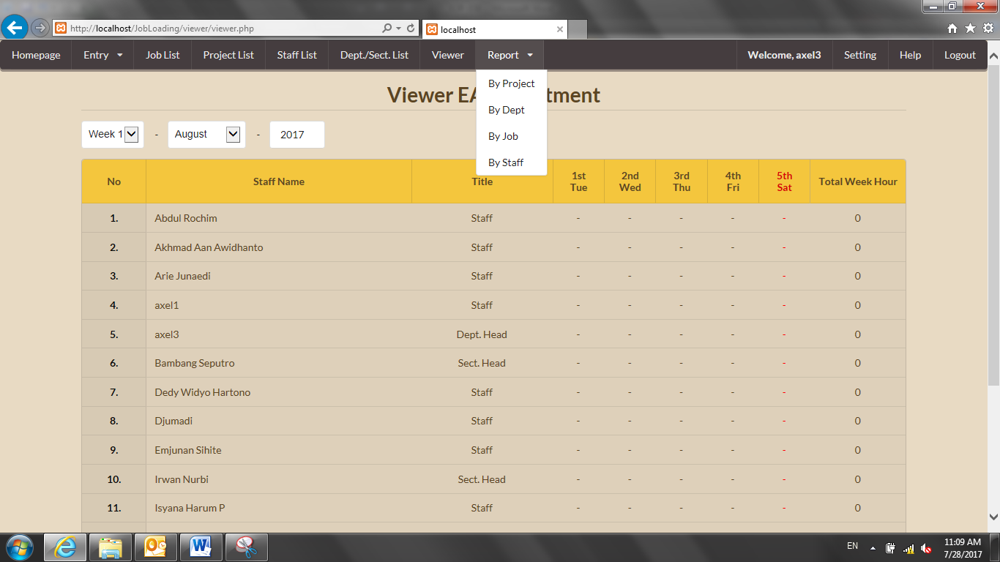 http://localhost/JobLoading/viewer/viewer.php
localhost
Homepage Entry Job List Project List Staff List Dept./Sect. List Viewer Report Welcome, axel3 Setting Help Logout
By Project
By Dept
By Job
By Staff
Viewer EA tment
Week 1 - August - 2017
No Staff Name Title 1st Tue 2nd Wed 3rd Thu 4th Fri 5th Sat Total Week Hour
1. Abdul Rochim Staff - - - - - 0
2. Akhmad Aan Awidhanto Staff - - - - - 0
3. Arie Junaedi Staff - - - - - 0
4. axel1 Staff - - - - - 0
5. axel3 Dept. Head - - - - - 0
6. Bambang Seputro Sect. Head - - - - - 0
7. Dedy Widyo Hartono Staff - - - - - 0
8. Djumadi Staff - - - - - 0
9. Emjunan Sihite Staff - - - - - 0
10. Irwan Nurbi Sect. Head - - - - - 0
11. Isyana Harum P Staff - - - - - 0
EN
11:09 AM
7/28/2017